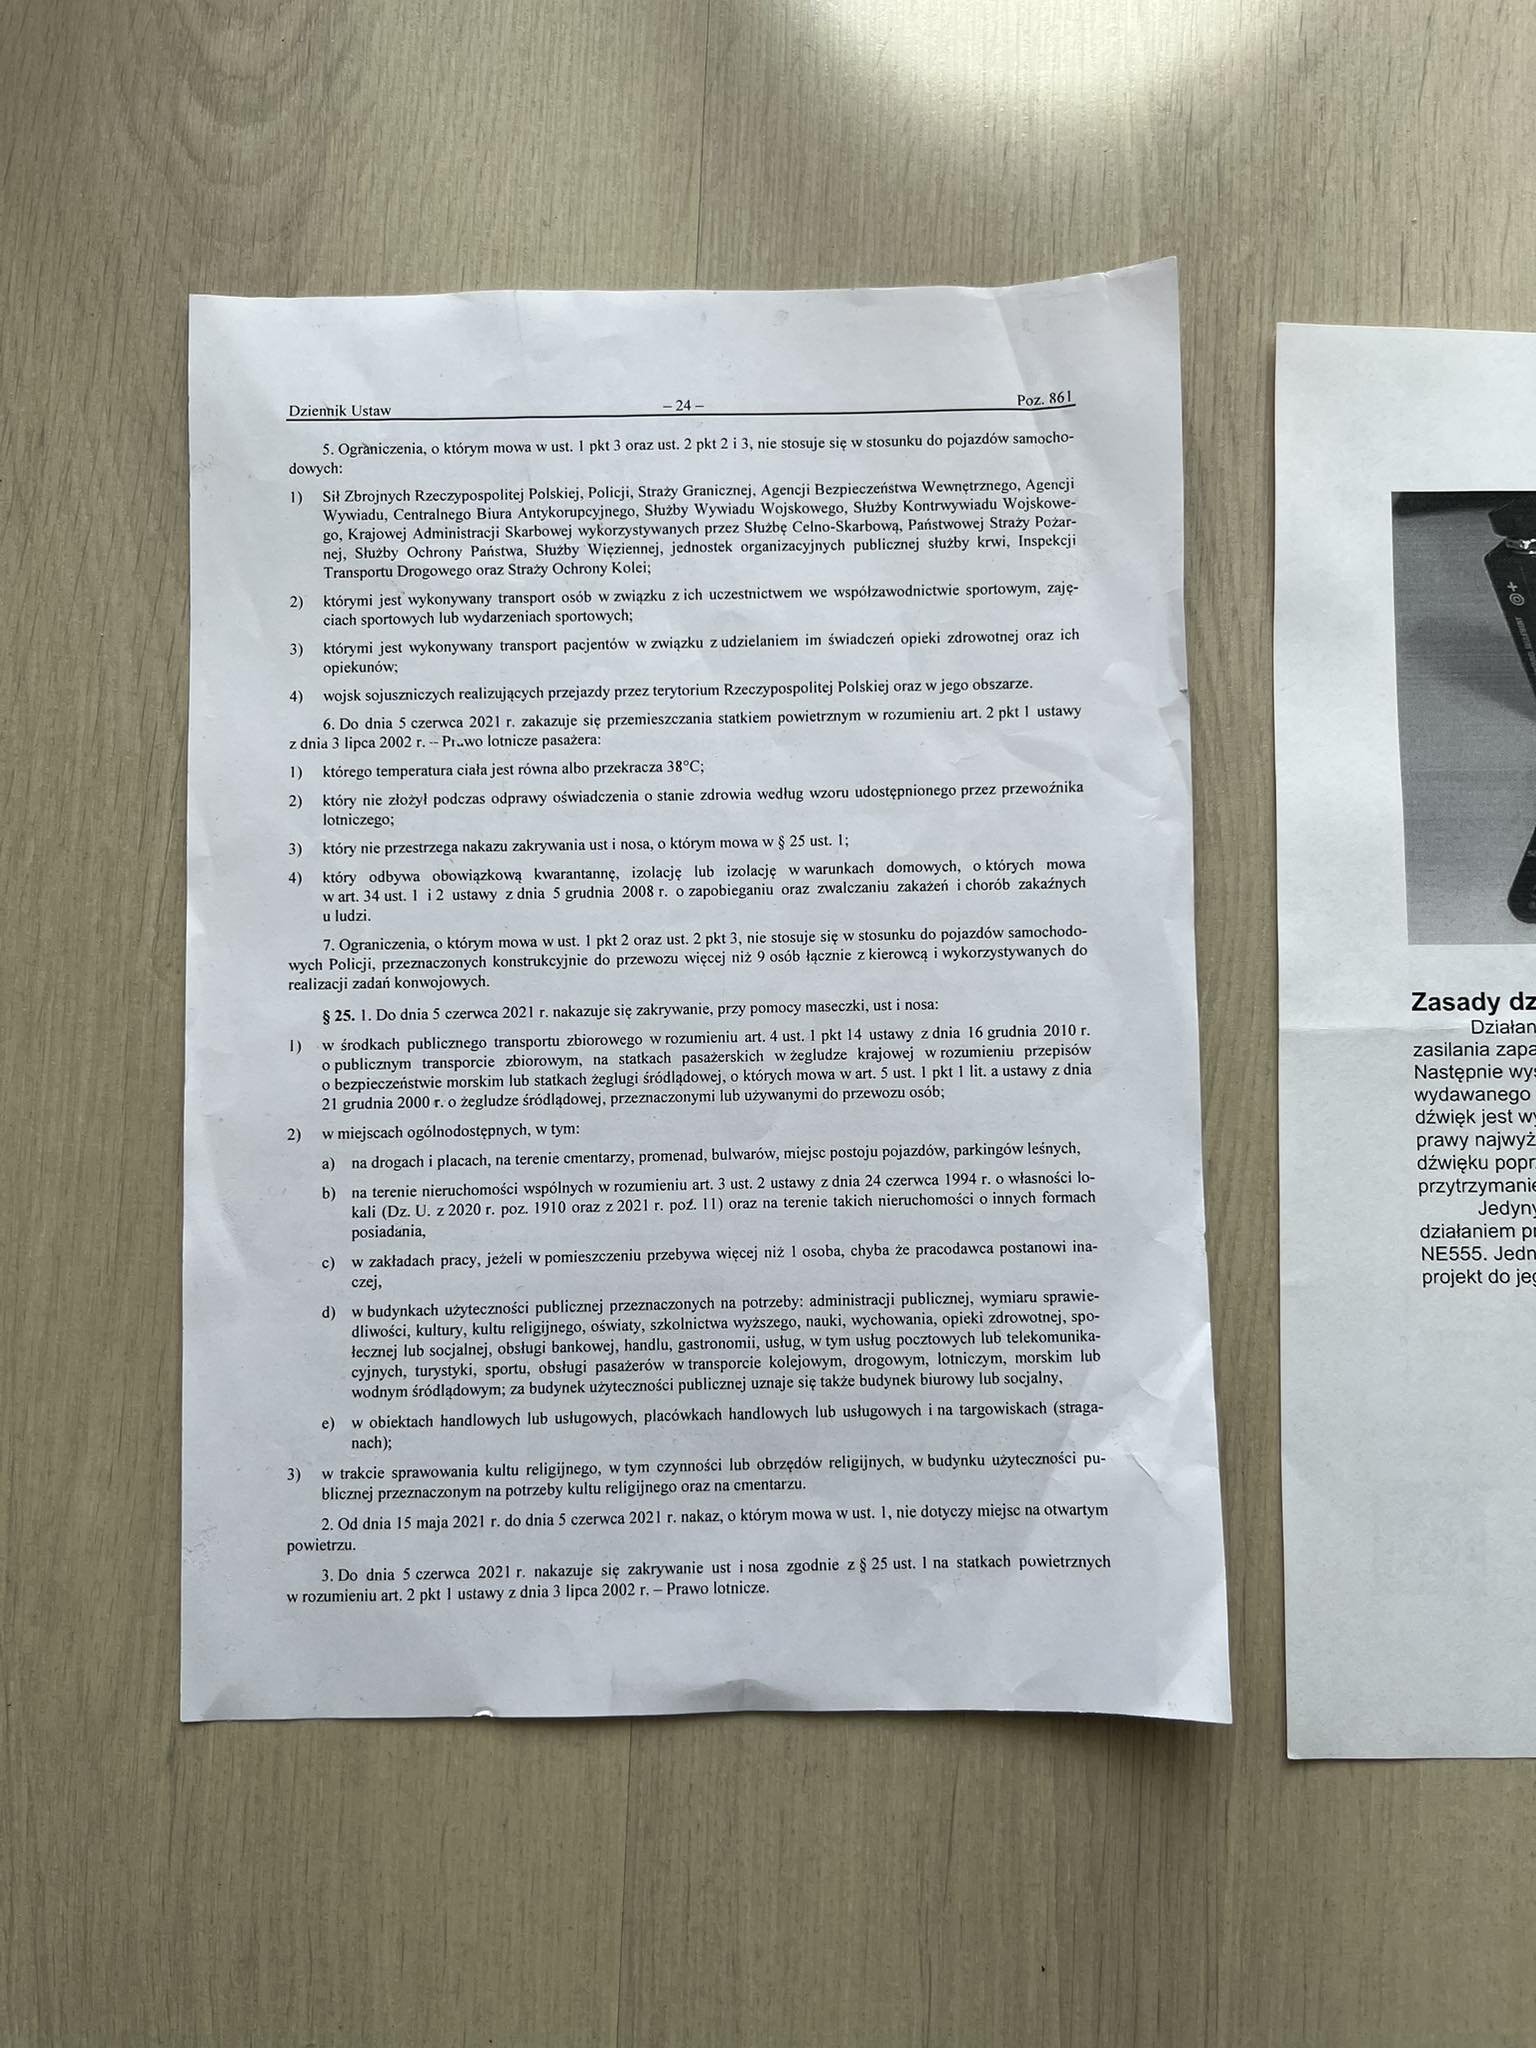 Dziennik Ustaw
– 24 –
Poz. 861
5. Ograniczenia, o którym mowa w ust. 1 pkt 3 oraz ust. 2 pkt 2 i 3, nie stosuje się w stosunku do pojazdów samocho-
dowych:
1) Sił Zbrojnych Rzeczypospolitej Polskiej, Policji, Straży Granicznej, Agencji Bezpieczeństwa Wewnętrznego, Agencji
Wywiadu, Centralnego Biura Antykorupcyjnego, Służby Wywiadu Wojskowego, Służby Kontrwywiadu Wojskowe-
go, Krajowej Administracji Skarbowej wykorzystywanych przez Służbę Celno-Skarbową, Państwowej Straży Pożar-
nej, Służby Ochrony Państwa, Służby Więziennej, jednostek organizacyjnych publicznej służby krwi, Inspekcji
Transportu Drogowego oraz Straży Ochrony Kolei;
2) którymi jest wykonywany transport osób w związku z ich uczestnictwem we współzawodnictwie sportowym, zaję-
ciach sportowych lub wydarzeniach sportowych;
3) którymi jest wykonywany transport pacjentów w związku z udzielaniem im świadczeń opieki zdrowotnej oraz ich
opiekunów;
4) wojsk sojuszniczych realizujących przejazdy przez terytorium Rzeczypospolitej Polskiej oraz w jego obszarze.
6. Do dnia 5 czerwca 2021 r. zakazuje się przemieszczania statkiem powietrznym w rozumieniu art. 2 pkt 1 ustawy
z dnia 3 lipca 2002 r. – Prawo lotnicze pasażera:
1) którego temperatura ciała jest równa albo przekracza 38°C;
2) który nie złożył podczas odprawy oświadczenia o stanie zdrowia według wzoru udostępnionego przez przewoźnika
lotniczego;
3) który nie przestrzega nakazu zakrywania ust i nosa, o którym mowa w § 25 ust. 1;
4) który odbywa obowiązkową kwarantannę, izolację lub izolację w warunkach domowych, o których mowa
w art. 34 ust. 1 i 2 ustawy z dnia 5 grudnia 2008 r. o zapobieganiu oraz zwalczaniu zakażeń i chorób zakaźnych
u ludzi.
7. Ograniczenia, o którym mowa w ust. 1 pkt 2 oraz ust. 2 pkt 3, nie stosuje się w stosunku do pojazdów samochodo-
wych Policji, przeznaczonych konstrukcyjnie do przewozu więcej niż 9 osób łącznie z kierowcą i wykorzystywanych do
realizacji zadań konwojowych.
§ 25. 1. Do dnia 5 czerwca 2021 r. nakazuje się zakrywanie, przy pomocy maseczki, ust i nosa:
1) w środkach publicznego transportu zbiorowego w rozumieniu art. 4 ust. 1 pkt 14 ustawy z dnia 16 grudnia 2010 r.
o publicznym transporcie zbiorowym, na statkach pasażerskich w żegludze krajowej w rozumieniu przepisów
o bezpieczeństwie morskim lub statkach żeglugi śródlądowej, o których mowa w art. 5 ust. 1 pkt 1 lit. a ustawy z dnia
21 grudnia 2000 r. o żegludze śródlądowej, przeznaczonymi lub używanymi do przewozu osób;
2) w miejscach ogólnodostępnych, w tym:
a) na drogach i placach, na terenie cmentarzy, promenad, bulwarów, miejsc postoju pojazdów, parkingów leśnych,
b) na terenie nieruchomości wspólnych w rozumieniu art. 3 ust. 2 ustawy z dnia 24 czerwca 1994 r. o własności lo-
kali (Dz. U. z 2020 r. poz. 1910 oraz z 2021 r. poz. 11) oraz na terenie takich nieruchomości o innych formach
posiadania,
c) w zakładach pracy, jeżeli w pomieszczeniu przebywa więcej niż 1 osoba, chyba że pracodawca postanowi ina-
czej,
d) w budynkach użyteczności publicznej przeznaczonych na potrzeby: administracji publicznej, wymiaru sprawie-
dliwości, kultury, kultu religijnego, oświaty, szkolnictwa wyższego, nauki, wychowania, opieki zdrowotnej, spo-
łecznej lub socjalnej, obsługi bankowej, handlu, gastronomii, usług, w tym usług pocztowych lub telekomunika-
cyjnych, turystyki, sportu, obsługi pasażerów w transporcie kolejowym, drogowym, lotniczym, morskim lub
wodnym śródlądowym; za budynek użyteczności publicznej uznaje się także budynek biurowy lub socjalny,
e) w obiektach handlowych lub usługowych, placówkach handlowych lub usługowych i na targowiskach (straga-
nach);
3) w trakcie sprawowania kultu religijnego, w tym czynności lub obrzędów religijnych, w budynku użyteczności pu-
blicznej przeznaczonym na potrzeby kultu religijnego oraz na cmentarzu.
2. Od dnia 15 maja 2021 r. do dnia 5 czerwca 2021 r. nakaz, o którym mowa w ust. 1, nie dotyczy miejsc na otwartym
powietrzu.
3. Do dnia 5 czerwca 2021 r. nakazuje się zakrywanie ust i nosa zgodnie z § 25 ust. 1 na statkach powietrznych
w rozumieniu art. 2 pkt 1 ustawy z dnia 3 lipca 2002 r. – Prawo lotnicze.
Zasady dz
Działan
zasilania zapa
Następnie wys
wydawanego
dźwięk jest wy
prawy najwyż
dźwięku popr
przytrzymanie
Jedyny
działaniem pr
NE555. Jedn
projekt do jeg